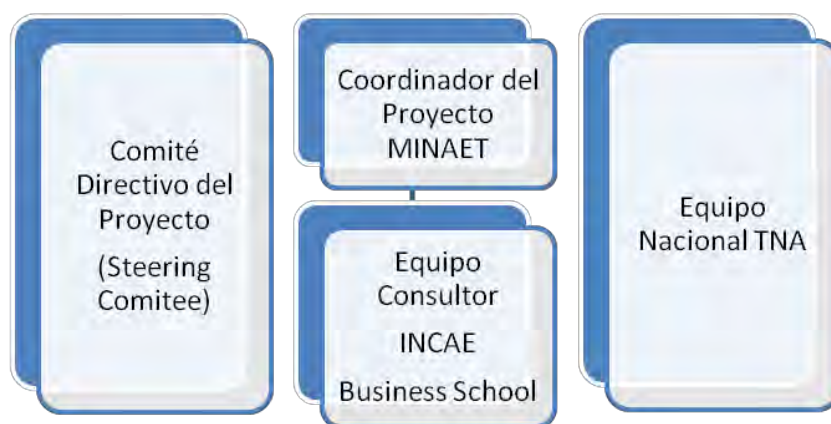 Comité
Directivo del
Proyecto
(Steering
Comitee)
Coordinador del
Proyecto
MINAET
Equipo
Consultor
INCAE
Business School
Equipo
Nacional TNA